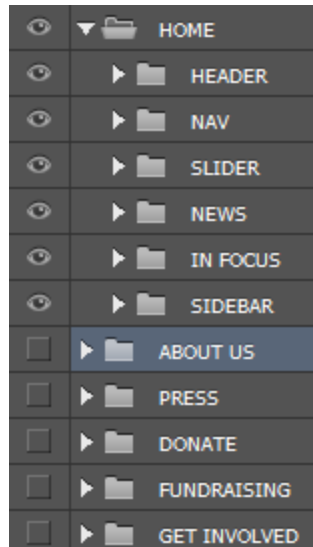 HOME
HEADER
NAV
SLIDER
NEWS
IN FOCUS
SIDEBAR
ABOUT US
PRESS
DONATE
FUNDRAISING
GET INVOLVED